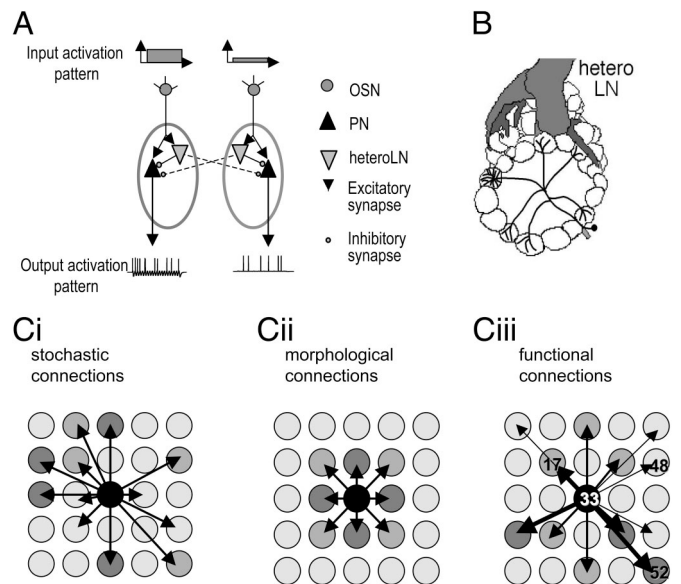 A
Input activation
pattern
OSN
PN
heteroLN
Excitatory
synapse
Inhibitory
synapse
Output activation
pattern
B
hetero
LN
Ci
stochastic
connections
Cii
morphological
connections
Ciii
functional
connections
17
48
33
52